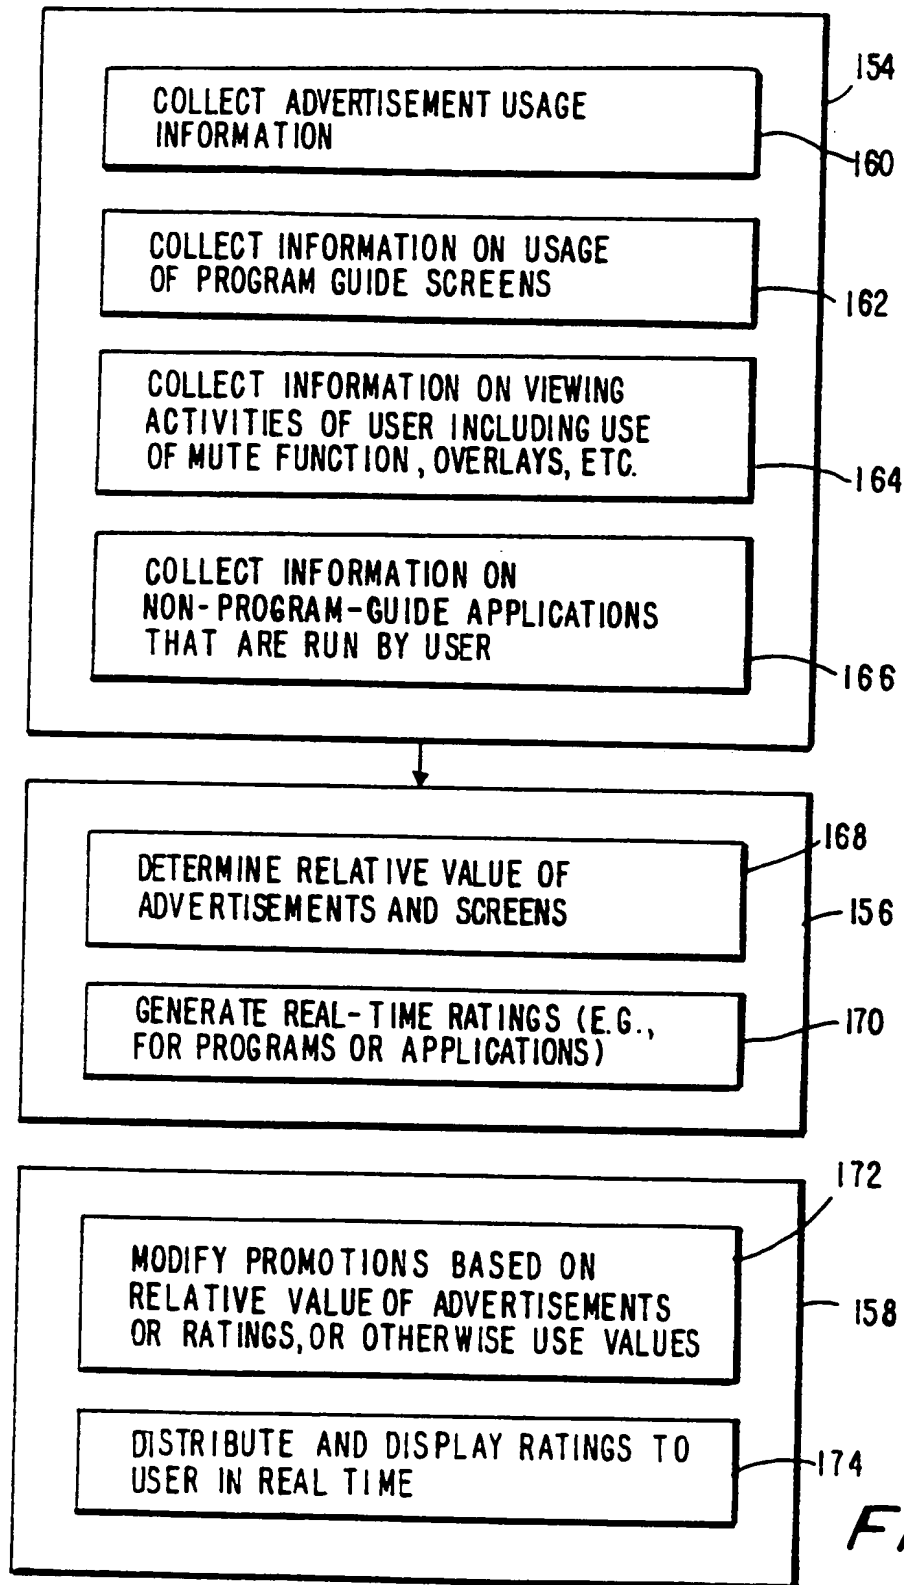 154
COLLECT ADVERTISEMENT USAGE
INFORMATION
160
COLLECT INFORMATION ON USAGE
OF PROGRAM GUIDE SCREENS
162
COLLECT INFORMATION ON VIEWING
ACTIVITIES OF USER INCLUDING USE
OF MUTE FUNCTION, OVERLAYS, ETC.
164
COLLECT INFORMATION ON
NON-PROGRAM-GUIDE APPLICATIONS
THAT ARE RUN BY USER
166
168
DETERMINE RELATIVE VALUE OF
ADVERTISEMENTS AND SCREENS
156
GENERATE REAL-TIME RATINGS (E.G.,
FOR PROGRAMS OR APPLICATIONS)
170
172
MODIFY PROMOTIONS BASED ON
RELATIVE VALUE OF ADVERTISEMENTS
OR RATINGS, OR OTHERWISE USE VALUES
158
DISTRIBUTE AND DISPLAY RATINGS TO
USER IN REAL TIME
174